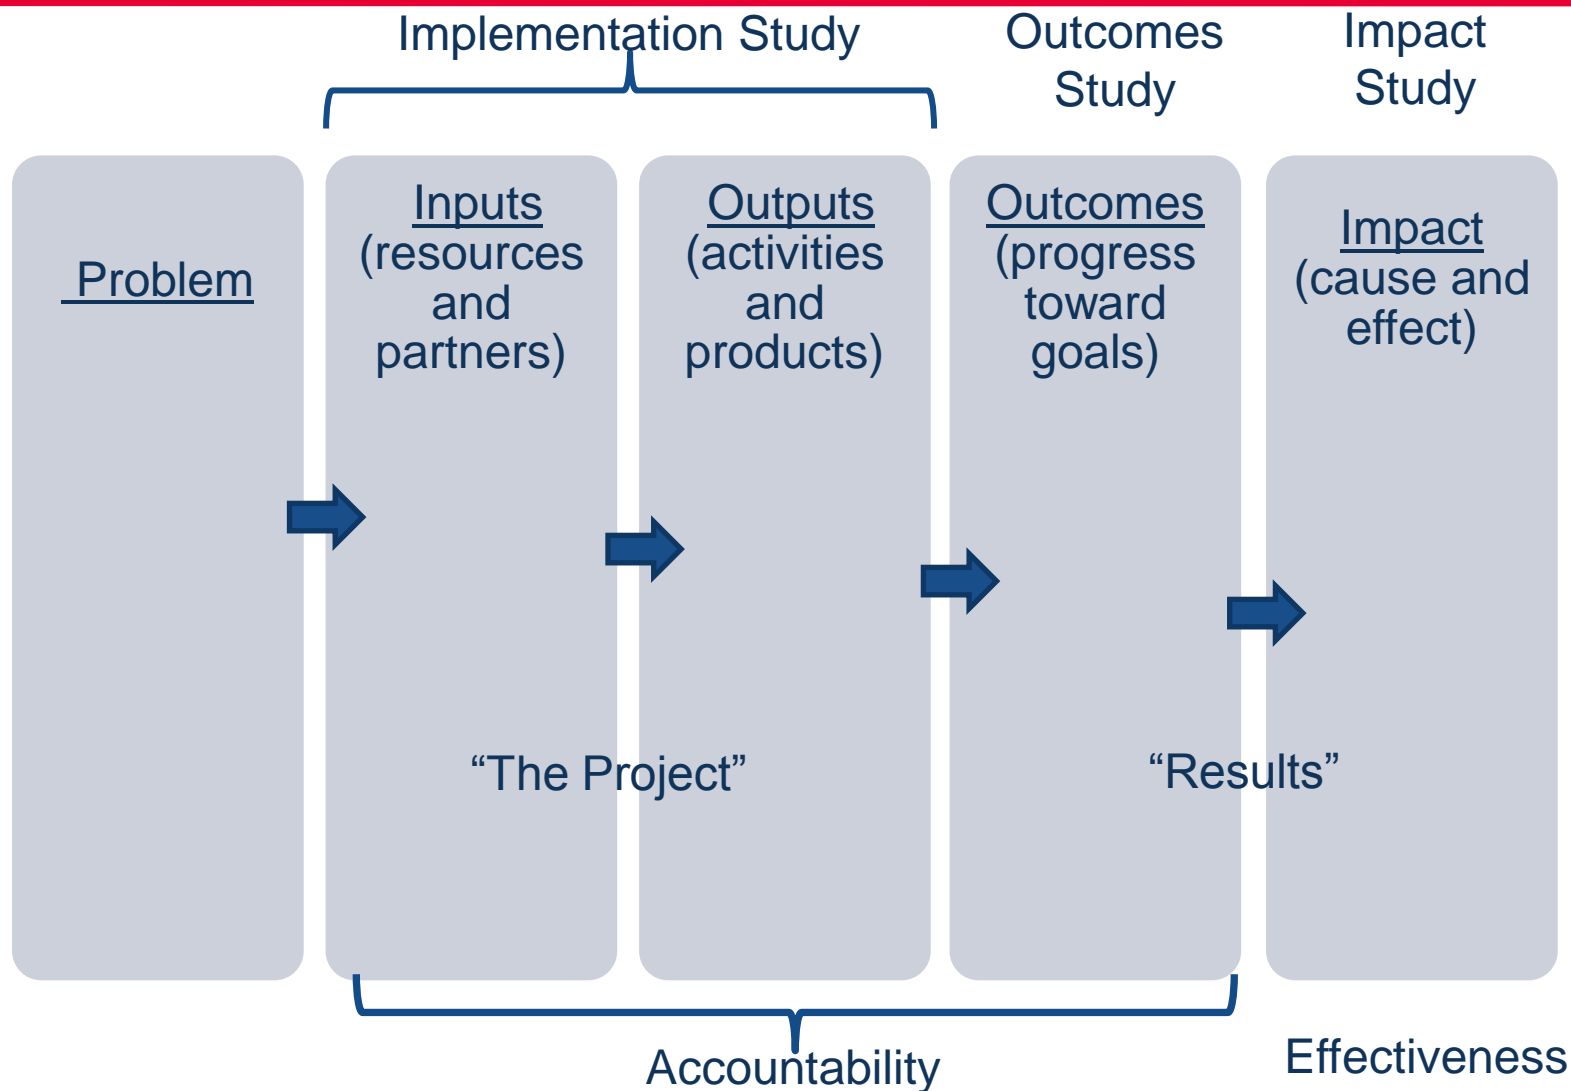 Implementation Study
Outcomes
Study
Impact
Study
Problem
Inputs
(resources
and
partners)
Outputs
(activities
and
products)
Outcomes
(progress
toward
goals)
Impact
(cause and
effect)
“The Project”
“Results”
Accountability
Effectiveness